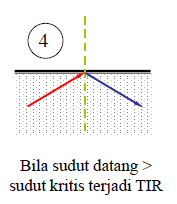 4
Bila sudut datang >
sudut kritis terjadi TIR